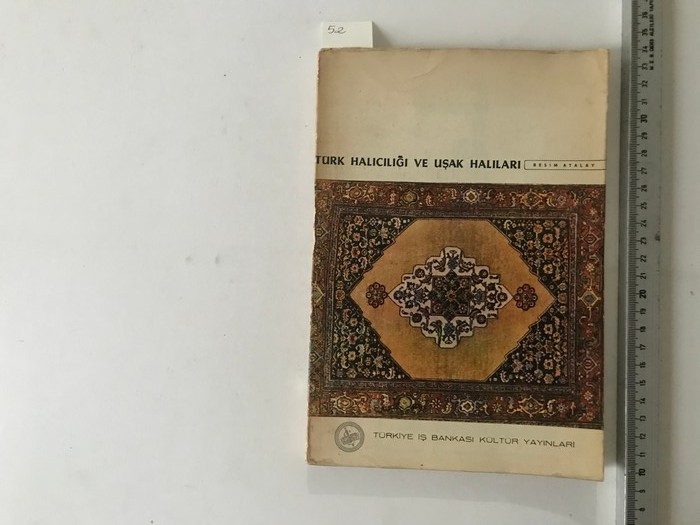 52
TÜRK HALICILIĞI VE UŞAK HALILARI
BESİM ATALAY
TÜRKİYE İŞ BANKASI KÜLTÜR YAYINLARI